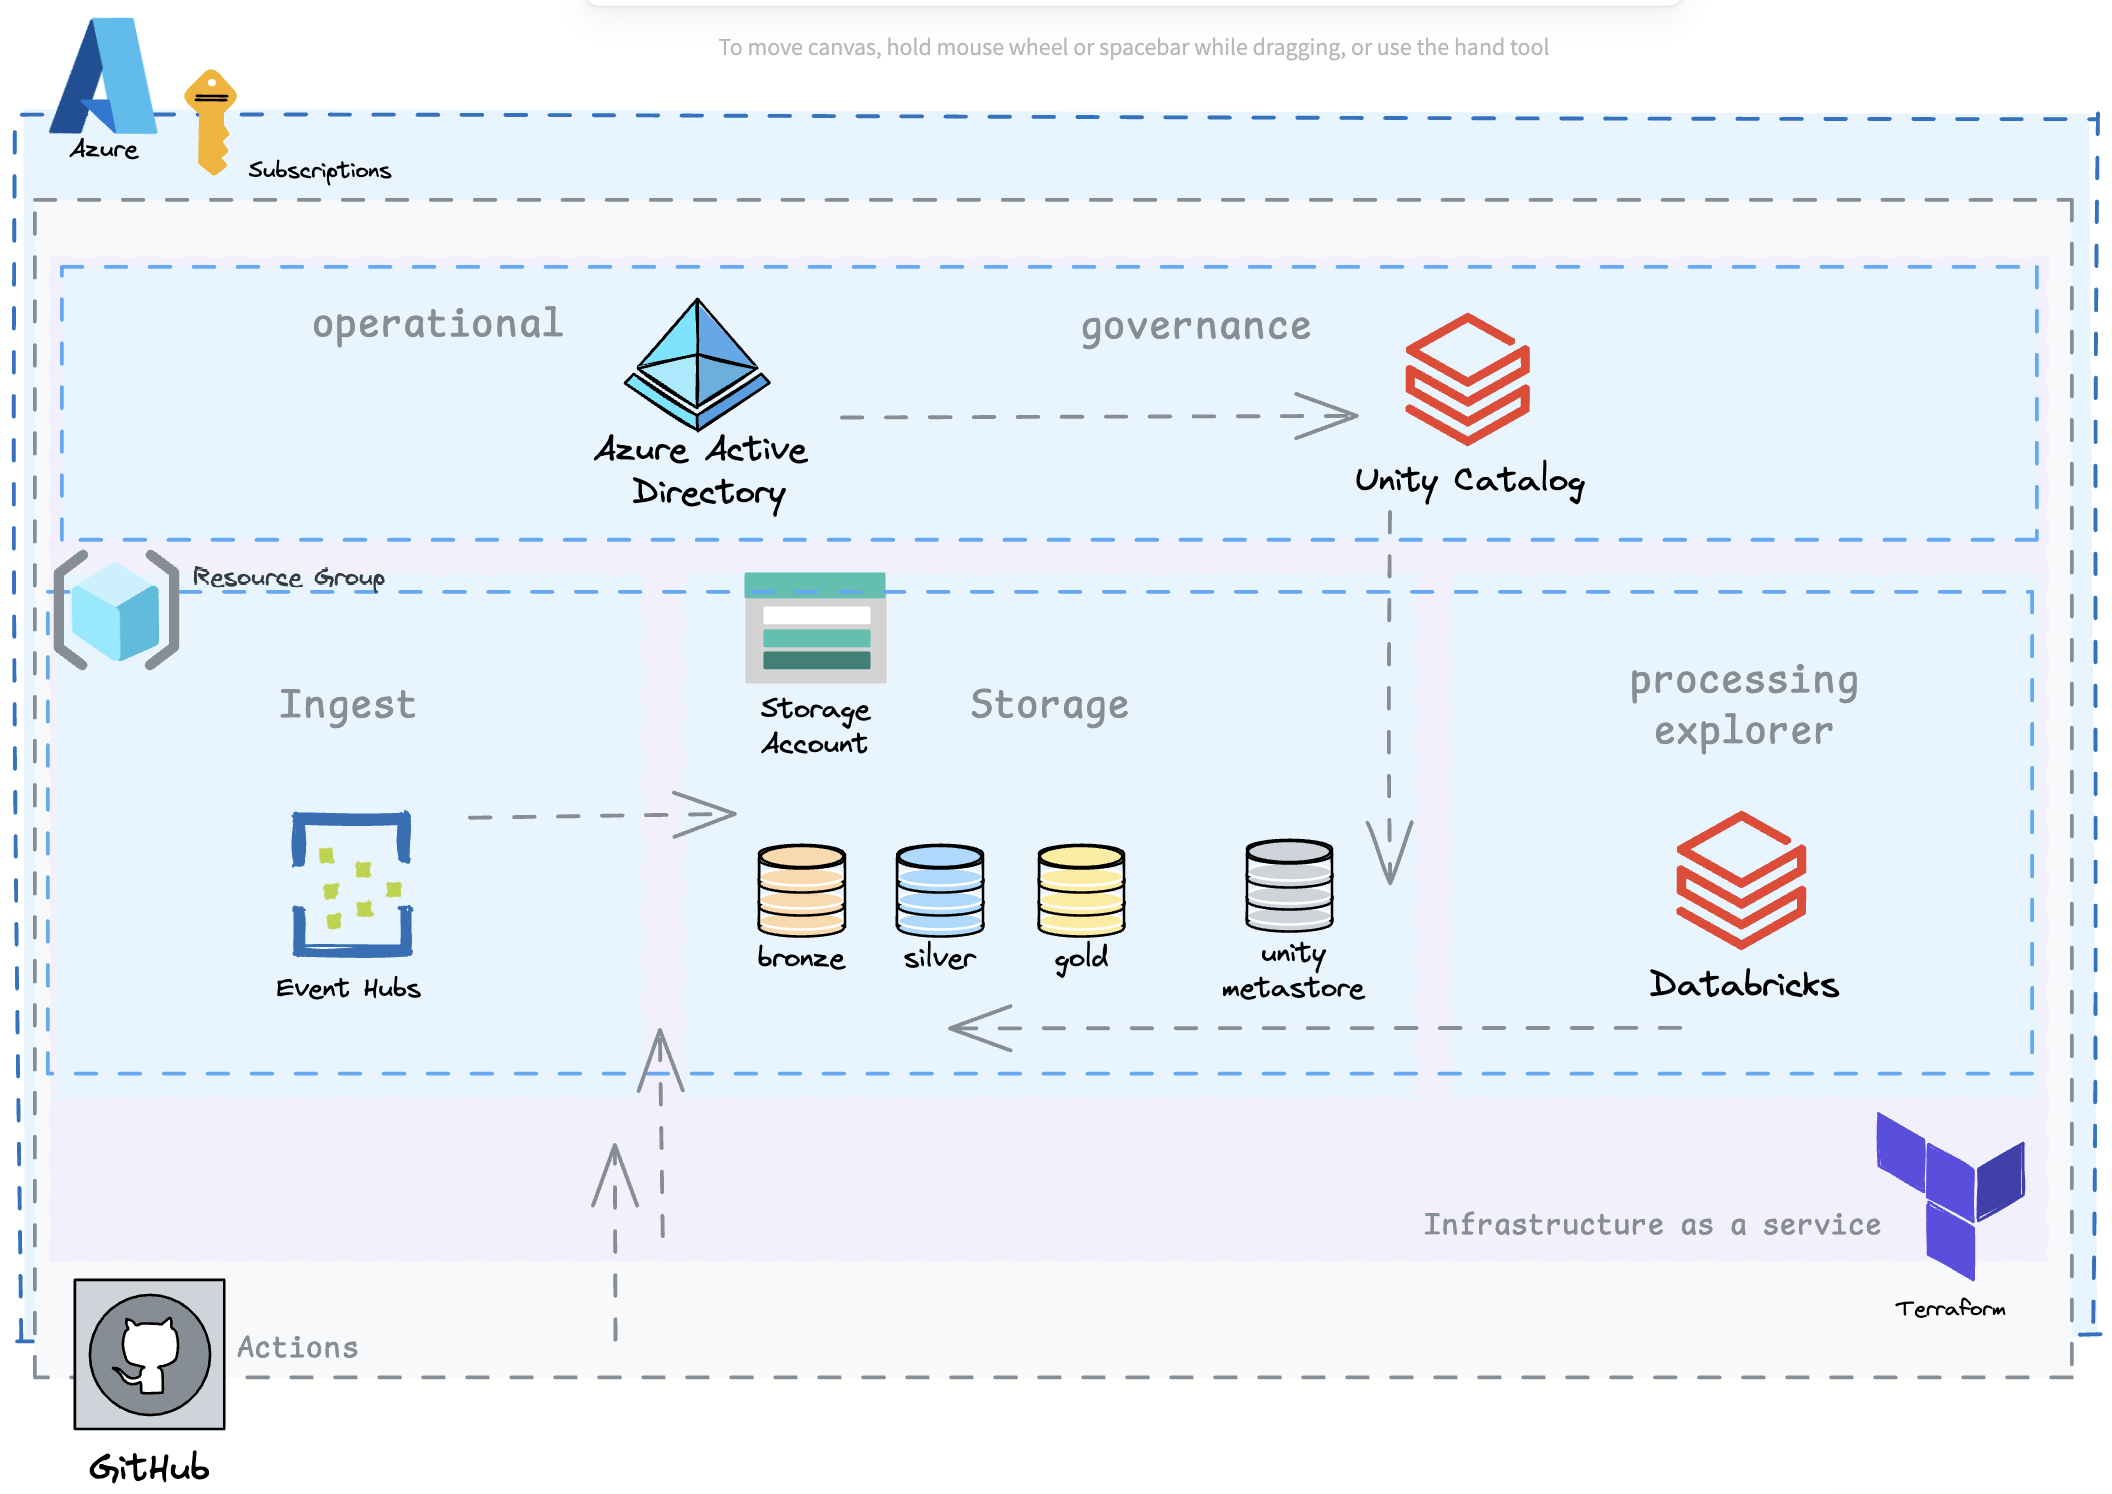 To move canvas, hold mouse wheel or spacebar while dragging, or use the hand tool
Azure
Subscriptions
operational
governance
Azure Active
Directory
Unity Catalog
Resource Group
Ingest
Storage
Account
Storage
processing
explorer
Event Hubs
bronze
silver
gold
unity
metastore
Databricks
Infrastructure as a service
Terraform
Actions
GitHub